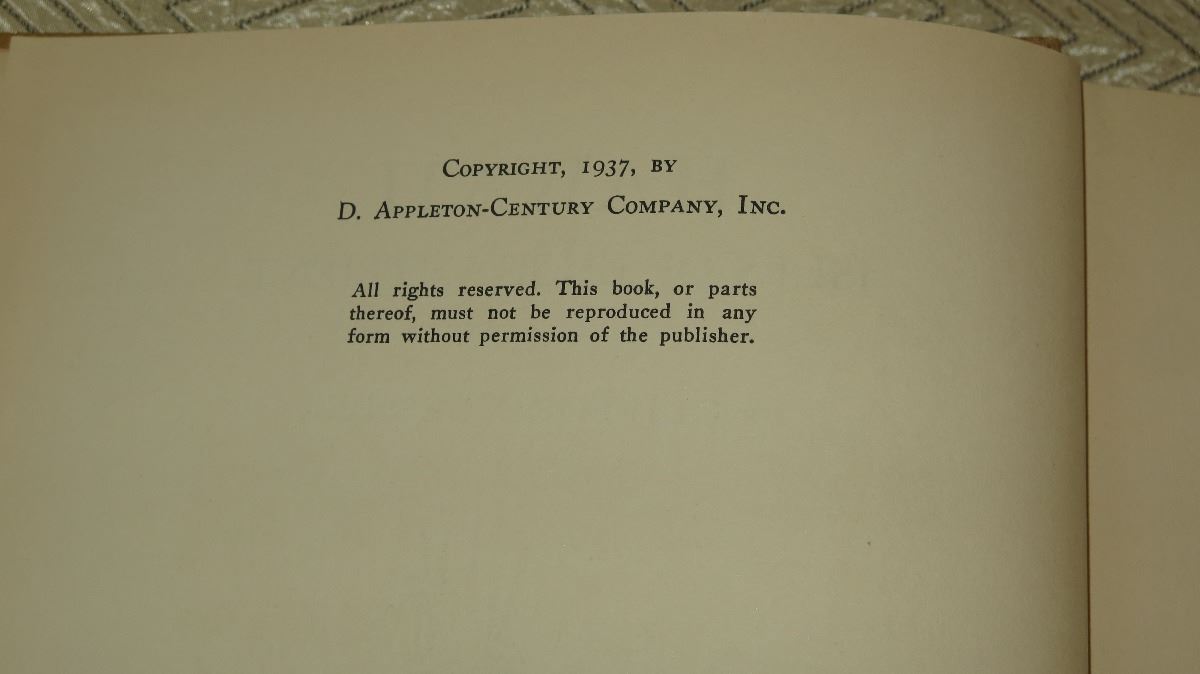 COPYRIGHT, 1937, BY
D. APPLETON-CENTURY COMPANY, INC.
All rights reserved. This book, or parts
thereof, must not be reproduced in any
form without permission of the publisher.